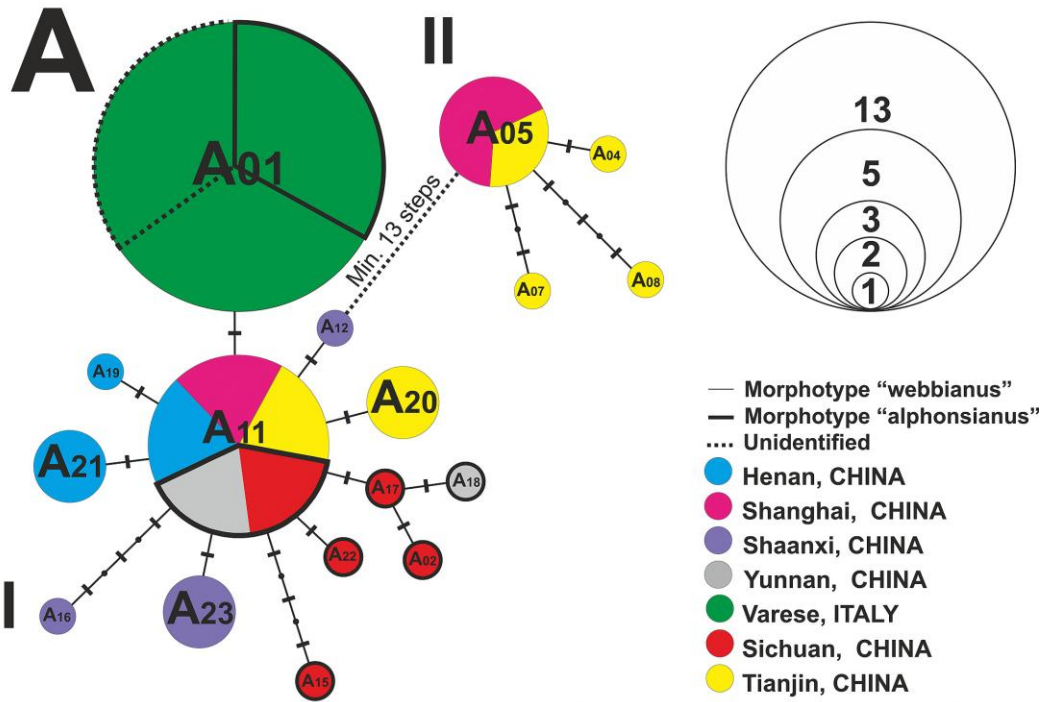 A
II
A01
A05
A04
A07
A08
Min. 13 steps
13
5
3
2
1
A12
A19
A20
A11
A21
A17
A18
A22
A02
I
A16
A23
A15
Morphotype “webbianus”
Morphotype “alphonsianus”
Unidentified
Henan, CHINA
Shanghai, CHINA
Shaanxi, CHINA
Yunnan, CHINA
Varese, ITALY
Sichuan, CHINA
Tianjin, CHINA